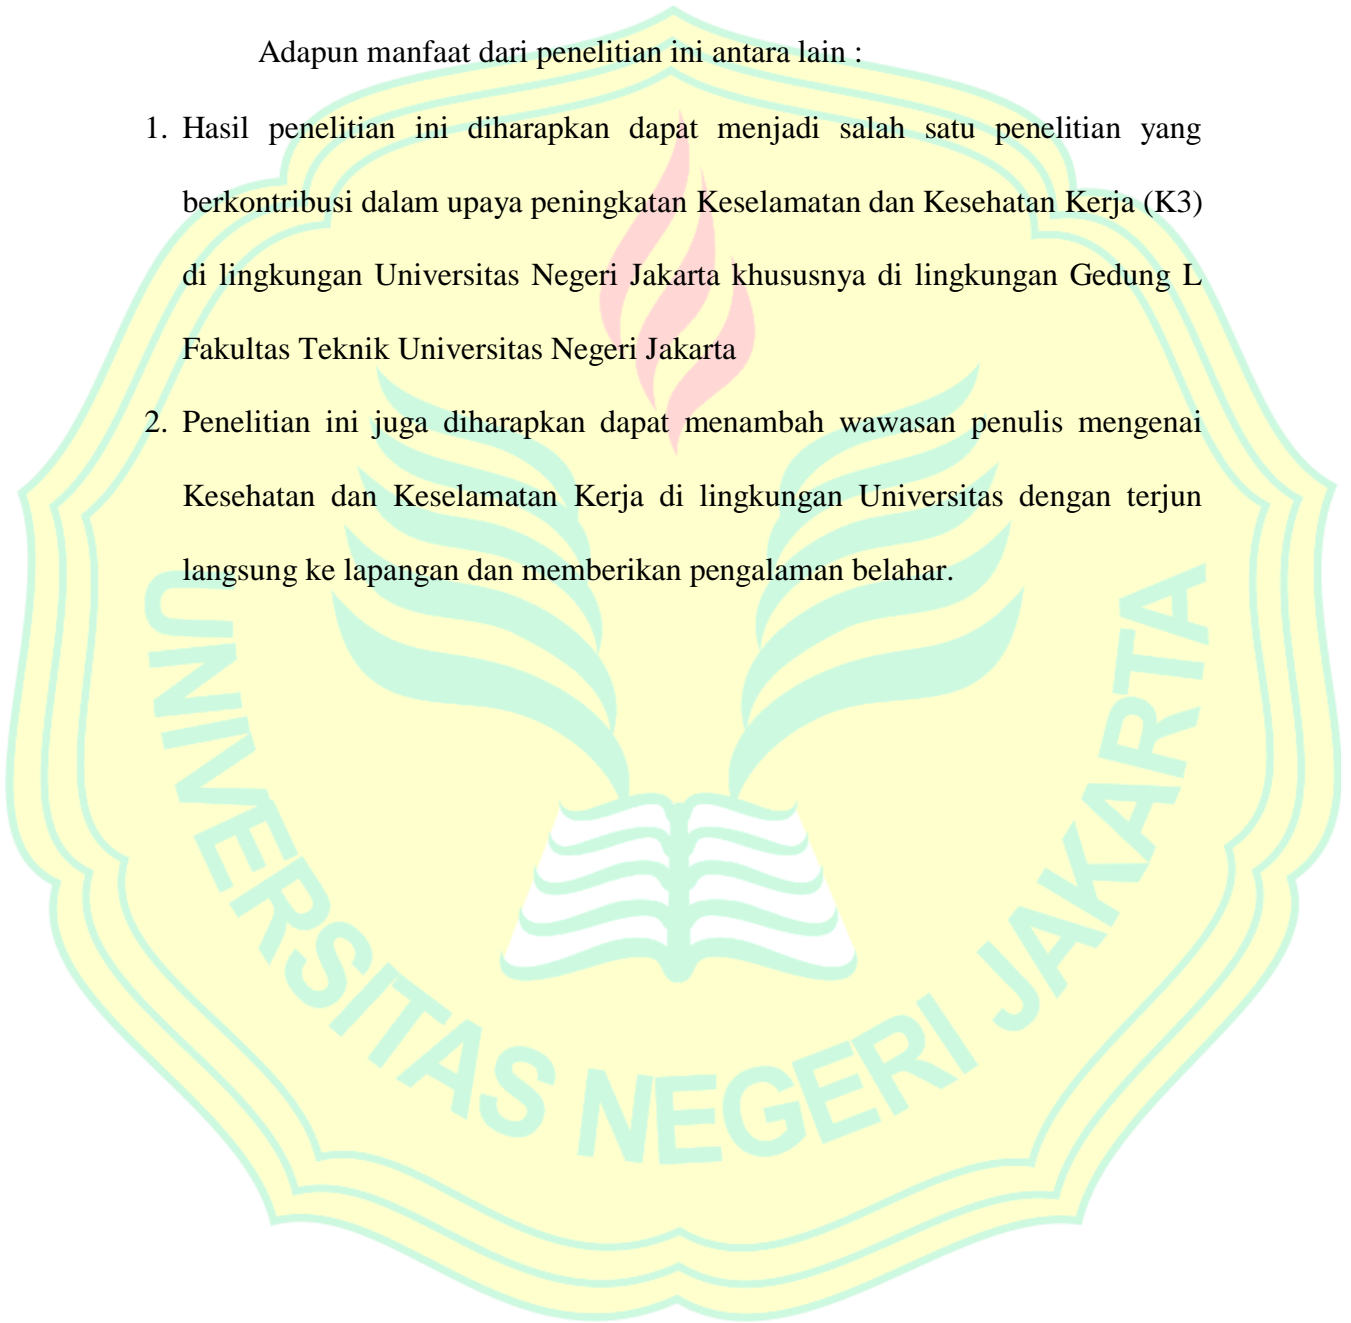 Adapun manfaat dari penelitian ini antara lain :
1. Hasil penelitian ini diharapkan dapat menjadi salah satu penelitian yang
berkontribusi dalam upaya peningkatan Keselamatan dan Kesehatan Kerja (K3)
di lingkungan Universitas Negeri Jakarta khususnya di lingkungan Gedung L
Fakultas Teknik Universitas Negeri Jakarta
2. Penelitian ini juga diharapkan dapat menambah wawasan penulis mengenai
Kesehatan dan Keselamatan Kerja di lingkungan Universitas dengan terjun
langsung ke lapangan dan memberikan pengalaman belahar.
UNIVERSITAS NEGERI JAKARTA